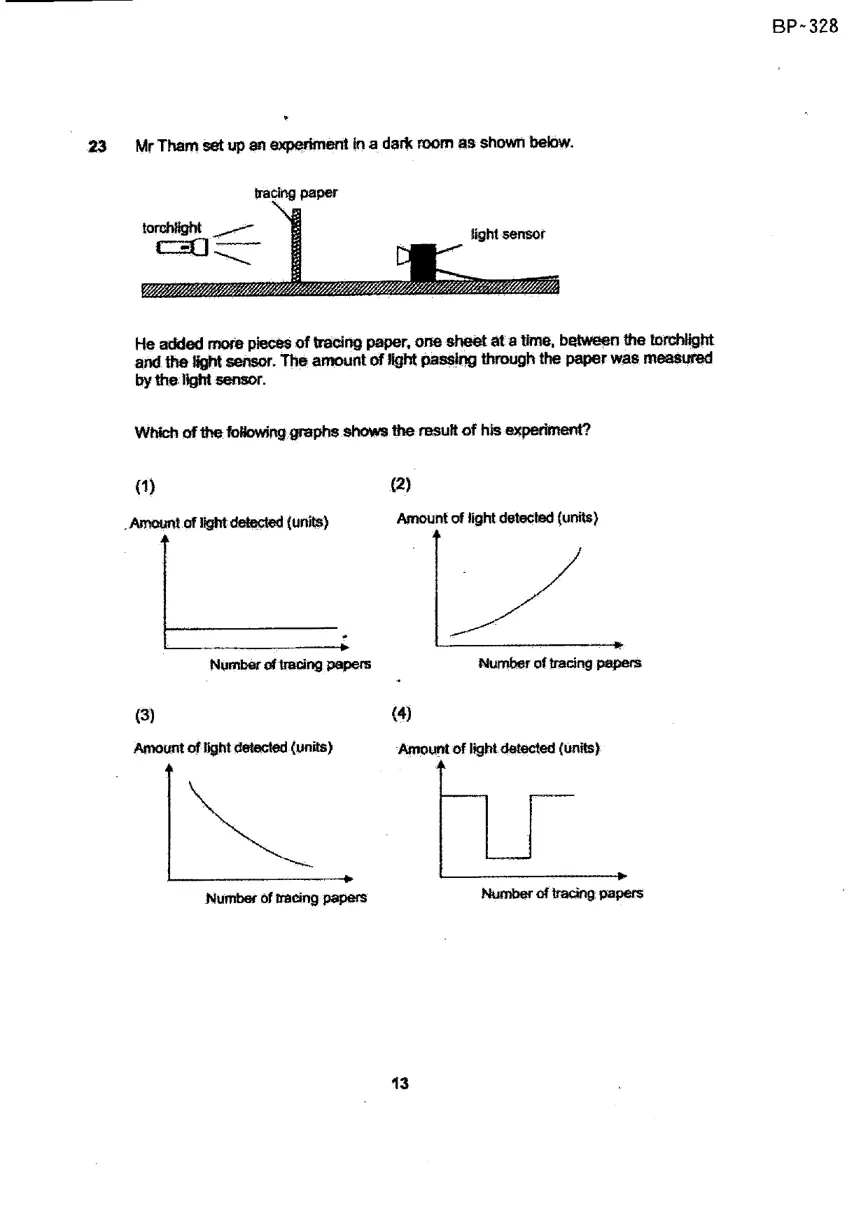 BP-328
23 Mr Tham set up an experiment in a dark room as shown below.
tracing paper
torchlight
light sensor
He added more pieces of tracing paper, one sheet at a time, between the torchlight
and the light sensor. The amount of light passing through the paper was measured
by the light sensor.
Which of the following graphs shows the result of his experiment?
(1) (2)
Amount of light detected (units) Amount of light detected (units)
Number of tracing papers Number of tracing papers
(3) (4)
Amount of light detected (units) Amount of light detected (units)
Number of tracing papers Number of tracing papers
13